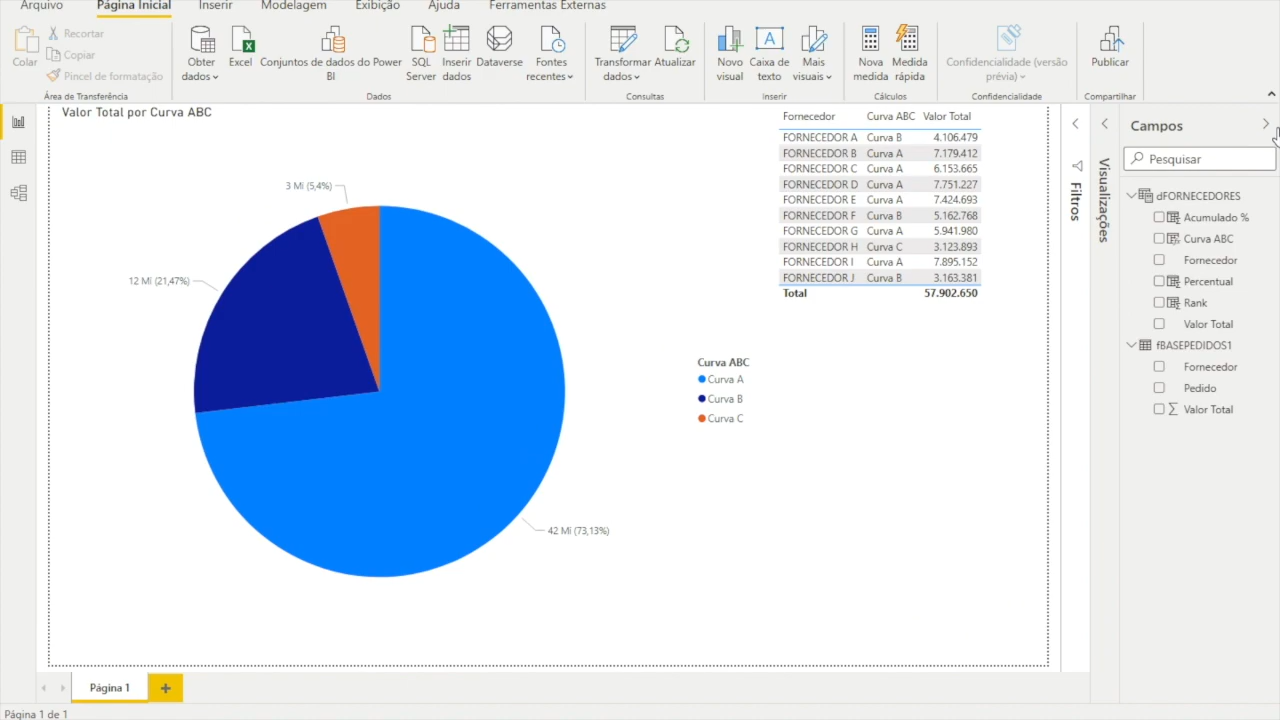 Arquivo
Página Inicial
Inserir
Modelagem
Exibição
Ajuda
Ferramentas Externas
Colar
Recortar
Copiar
Pincel de formatação
Área de Transferência
Obter dados
Excel
Conjuntos de dados do Power BI
SQL Server
Inserir dados
Dataverse
Fontes recentes
Dados
Transformar dados
Atualizar
Consultas
Novo visual
A
Caixa de texto
Mais visuais
Inserir
Nova medida
Medida rápida
Cálculos
Confidencialidade (versão prévia)
Confidencialidade
Publicar
Compartilhar
Valor Total por Curva ABC
3 Mi (5,4%)
12 Mi (21,47%)
42 Mi (73,13%)
Curva ABC
Curva A
Curva B
Curva C
Fornecedor Curva ABC Valor Total
FORNECEDOR A Curva B 4.106.479
FORNECEDOR B Curva A 7.179.412
FORNECEDOR C Curva A 6.153.665
FORNECEDOR D Curva A 7.751.227
FORNECEDOR E Curva A 7.424.693
FORNECEDOR F Curva B 5.162.768
FORNECEDOR G Curva A 5.941.980
FORNECEDOR H Curva C 3.123.893
FORNECEDOR I Curva A 7.895.152
FORNECEDOR J Curva B 3.163.381
Total 57.902.650
Filtros
Visualizações
Campos
Pesquisar
dFORNECEDORES
Acumulado %
Curva ABC
Fornecedor
Percentual
Rank
Valor Total
fBASEPEDIDOS1
Fornecedor
Pedido
∑ Valor Total
Página 1
+
Página 1 de 1